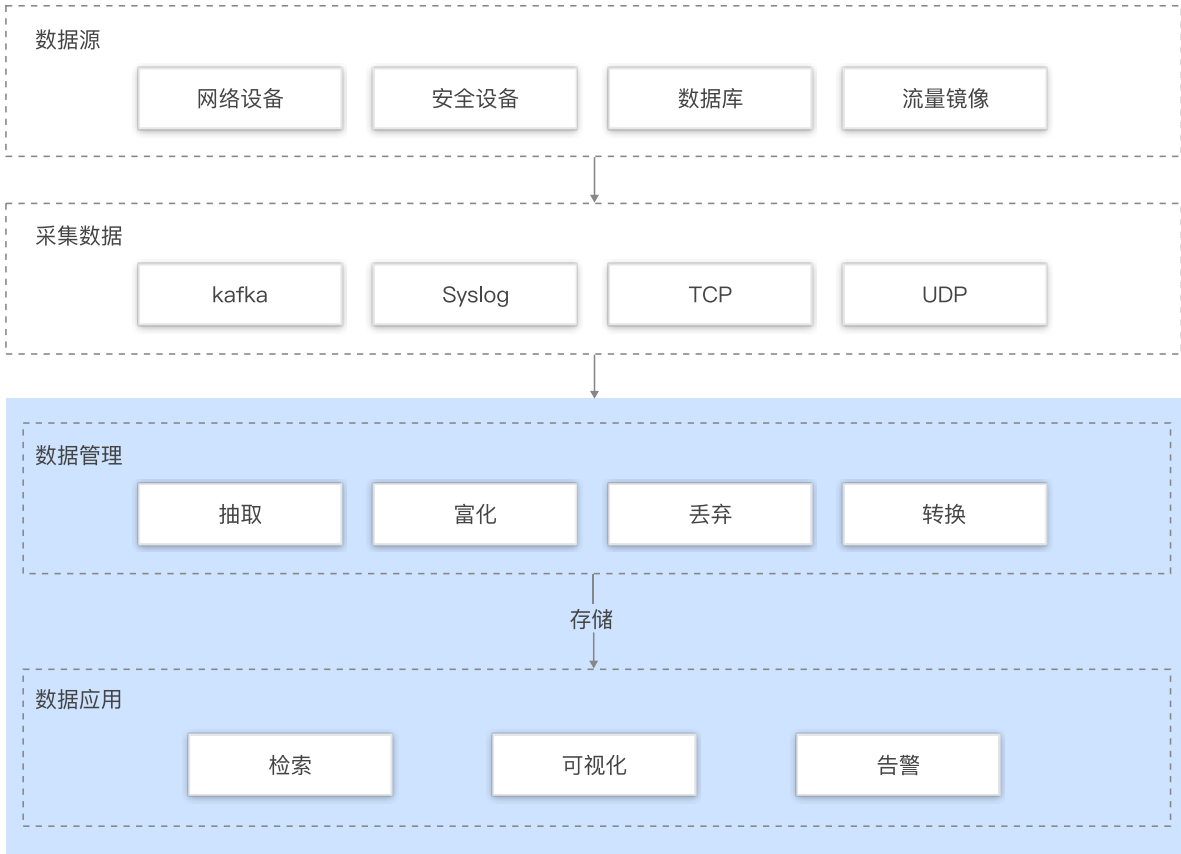 数据源
网络设备 安全设备 数据库 流量镜像
采集数据
kafka Syslog TCP UDP
数据管理
抽取 富化 丢弃 转换
存储
数据应用
检索 可视化 告警